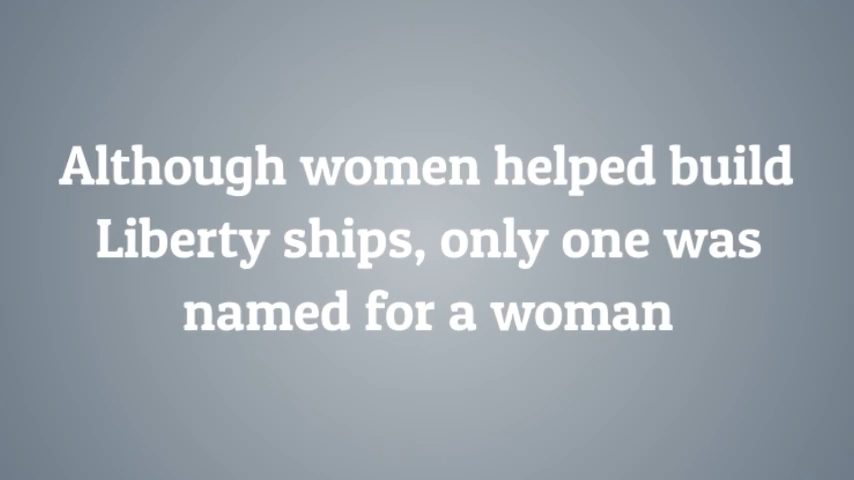 Although women helped build
Liberty ships, only one was
named for a woman